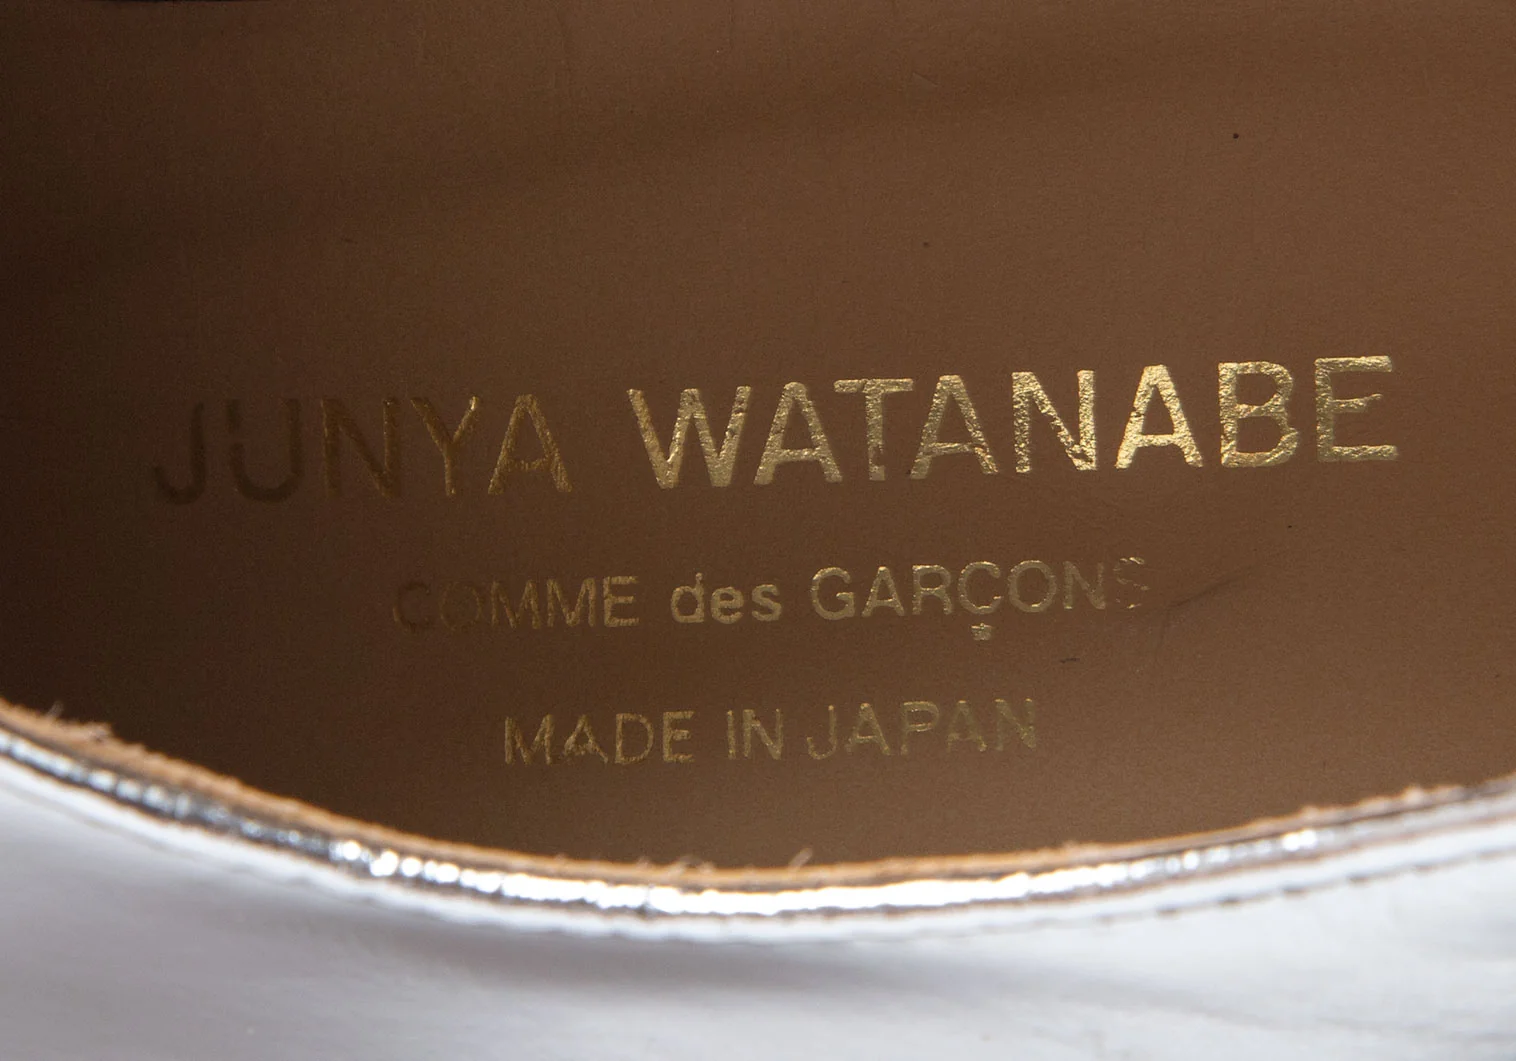 JUNYA WATANABE
COMME des GARÇONS
MADE IN JAPAN